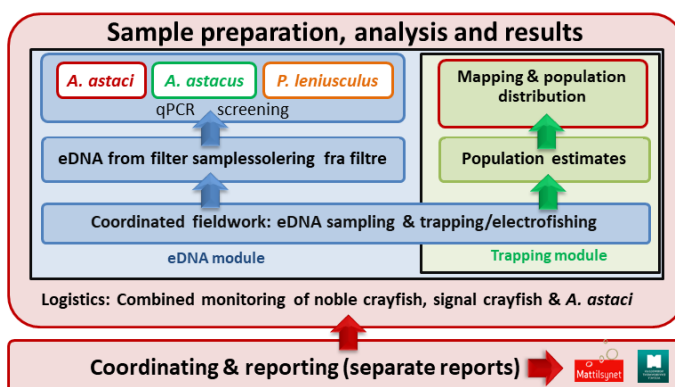 Sample preparation, analysis and results
A. astaci
A. astacus
P. leniusculus
qPCR screening
eDNA from filter samplessolering fra filtre
Mapping & population
distribution
Population estimates
Coordinated fieldwork: eDNA sampling & trapping/electrofishing
eDNA module
Trapping module
Logistics: Combined monitoring of noble crayfish, signal crayfish & A. astaci
Coordinating & reporting (separate reports)
Mattilsynet